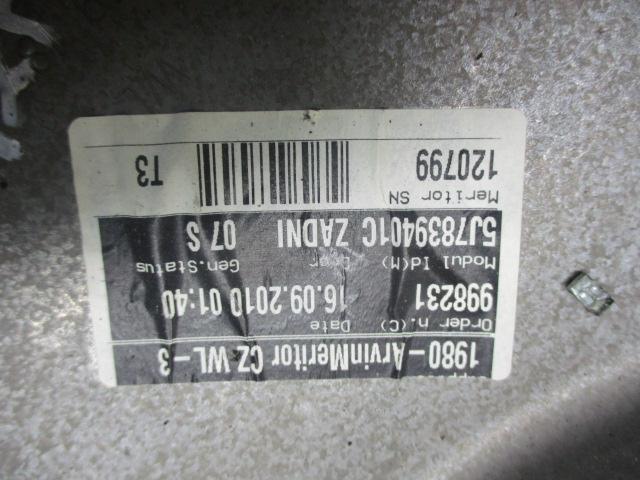 1980-ArvinMeritor CZ WL-3
Order n.(C) Date
998231 16.09.2010 01:40
Modul Id(M) Door Gen.Status
5J7839401C ZADNI 07 S
Meritor SN
120799 T3